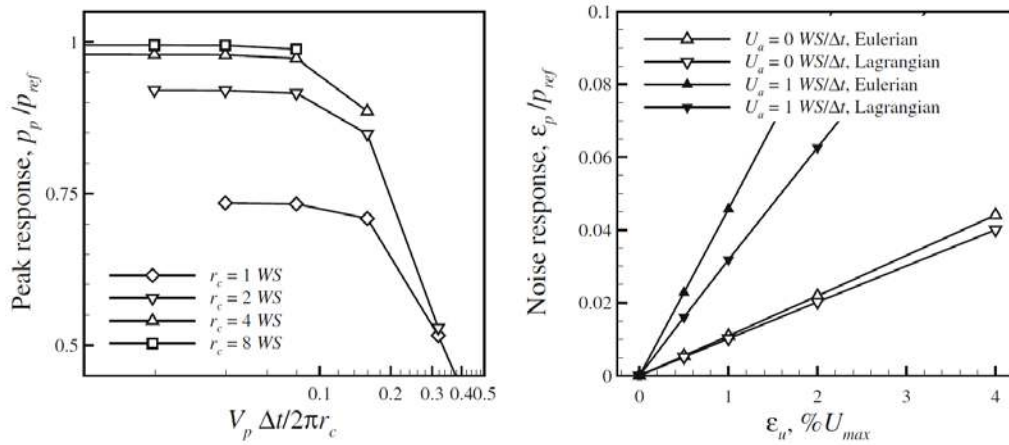 Peak response, p_p/p_ref
1
0.75
0.5
r_c = 1 WS
r_c = 2 WS
r_c = 4 WS
r_c = 8 WS
0.1 0.2 0.3 0.4 0.5
V_p Δt/2πr_c
Noise response, ε_p/p_ref
0.1
0.08
0.06
0.04
0.02
0
U_a = 0 WS/Δt, Eulerian
U_a = 0 WS/Δt, Lagrangian
U_a = 1 WS/Δt, Eulerian
U_a = 1 WS/Δt, Lagrangian
0 1 2 3 4
ε_u, %U_max